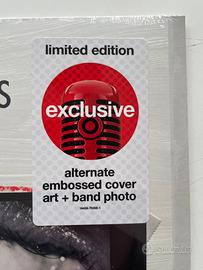 limited edition
exclusive
alternate
embossed cover
art + band photo
S